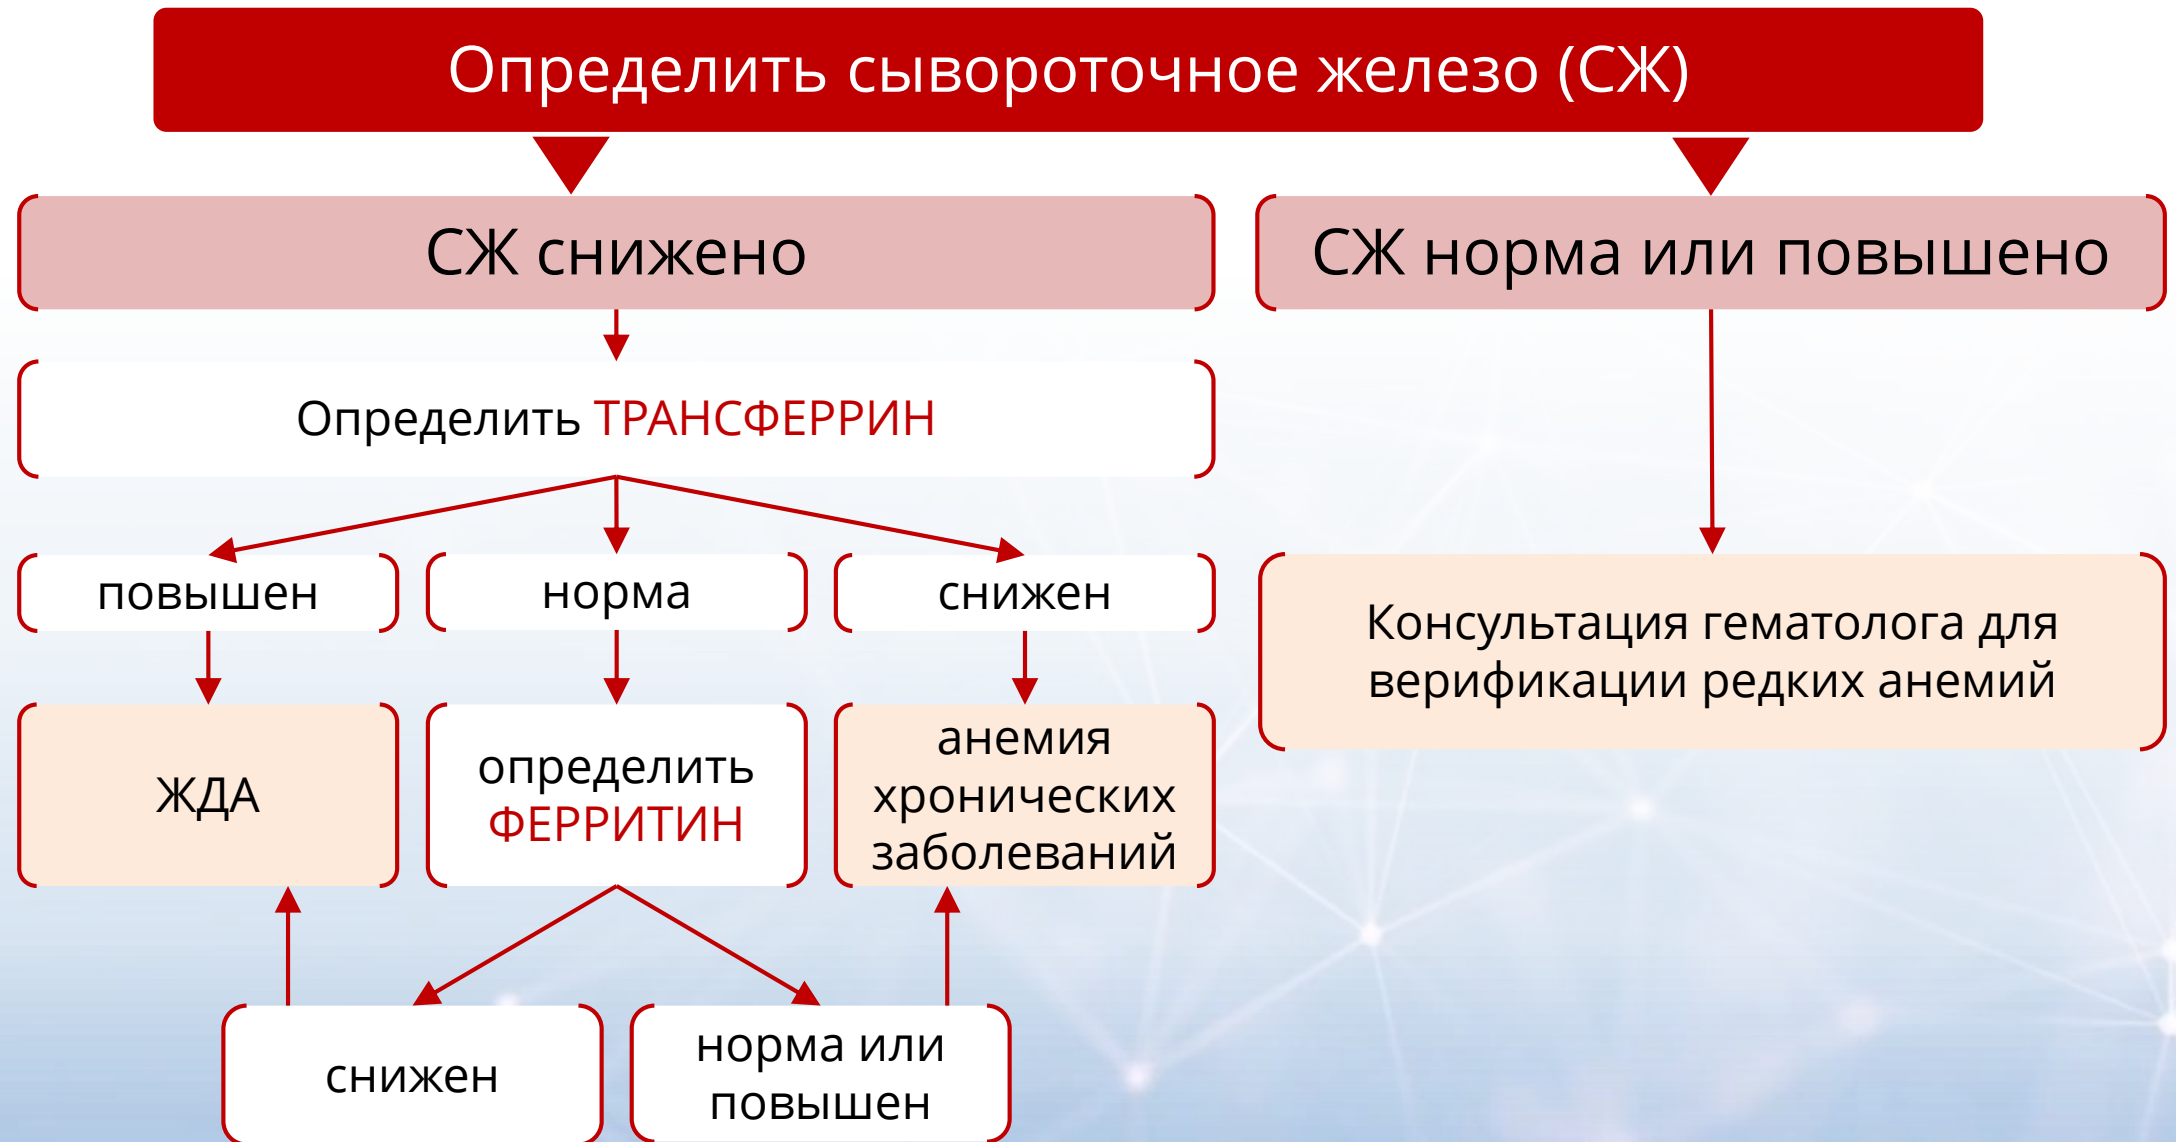 Определить сывороточное железо (СЖ)
СЖ снижено
СЖ норма или повышено
Определить ТРАНСФЕРРИН
повышен
норма
снижен
Консультация гематолога для
верификации редких анемий
ЖДА
определить
ФЕРРИТИН
анемия
хронических
заболеваний
снижен
норма или
повышен